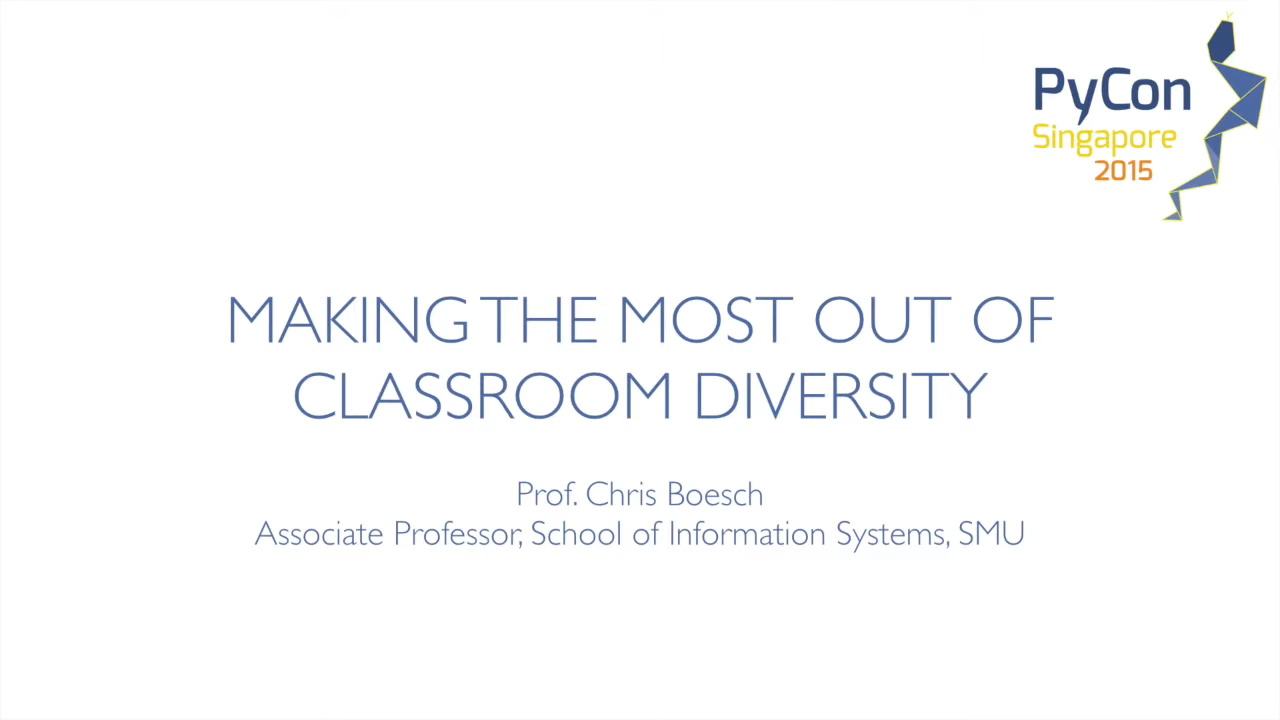 PyCon
Singapore
2015
MAKING THE MOST OUT OF
CLASSROOM DIVERSITY
Prof. Chris Boesch
Associate Professor, School of Information Systems, SMU